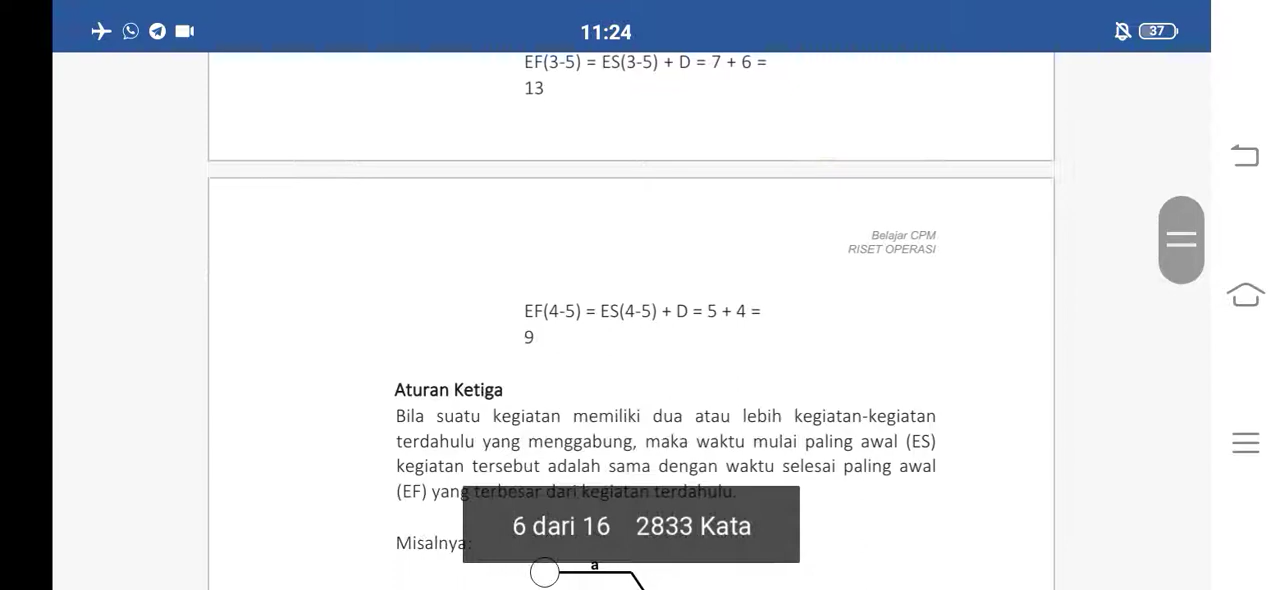 11:24
37
EF(3-5) = ES(3-5) + D = 7 + 6 =
13
Belajar CPM
RISET OPERASI
EF(4-5) = ES(4-5) + D = 5 + 4 =
9
Aturan Ketiga
Bila suatu kegiatan memiliki dua atau lebih kegiatan-kegiatan
terdahulu yang menggabung, maka waktu mulai paling awal (ES)
kegiatan tersebut adalah sama dengan waktu selesai paling awal
(EF) yang terbesar dari kegiatan terdahulu.
6 dari 16 2833 Kata
Misalnya:
a